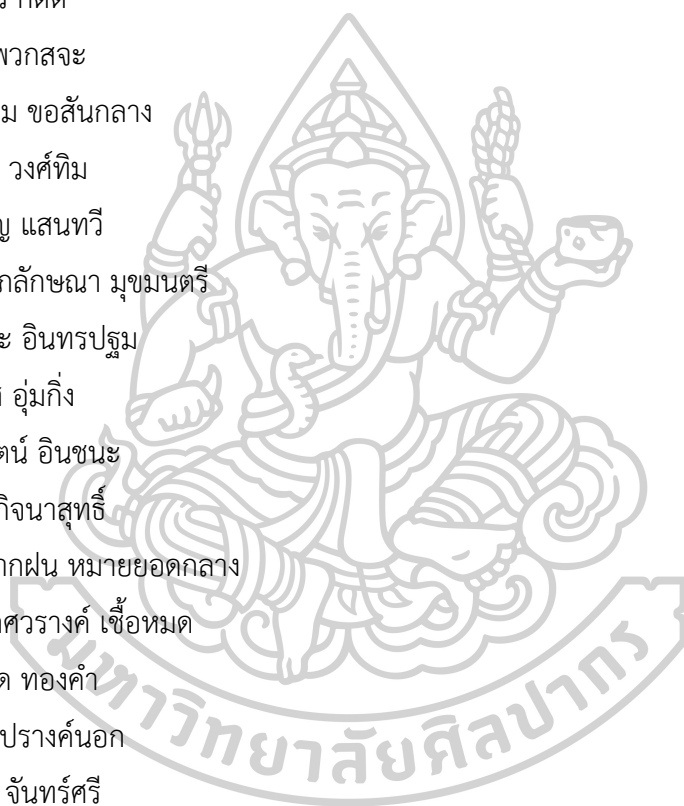 พวกสจะ
ม ขอสันกลาง
วงศ์ทิม
ญ แสนทวี
ภลักษณา มุขมนตรี
ะ อินทรปฐม
อุ่มกิ่ง
ตน์ อินชนะ
กิจนาสุทธิ์
ากฝน หมายยอดกลาง
ศวรางค์ เชื้อหมด
ด ทองคำ
ปรางค์นอก
จันทร์ศรี
มหาวิทยาลัยศิลปากร